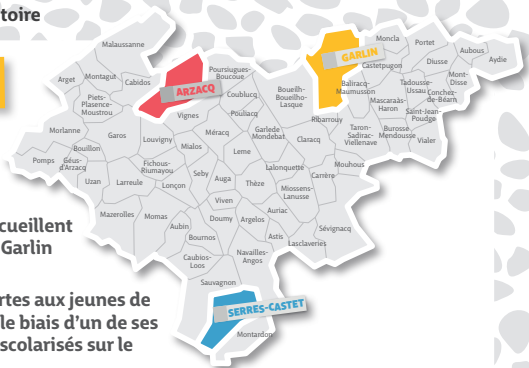 toire
Malaussanne
Arget
Montagut
Cabidos
ARZACQ
Poursiugues-
Boucoue
Piets-
Plasence-
Moustrou
Vignes
Coublucq
Boueilh-
Boueilho-
Lasque
GARLIN
Moncla
Portet
Castetpugon
Diusse
Aubous
Aydie
Mont-
Disse
Baliracq-
Maumusson
Tadousse-
Ussau
Conchez-
de-Béarn
Mascaraàs-
Haron
Saint-Jean-
Poudge
Ribarrouy
Taron-
Sadirac-
Viellenave
Burosse-
Mendousse
Vialer
Morlanne
Garos
Louvigny
Méracq
Pouliacq
Garlede
Mondebat
Claracq
Bouillon
Mialos
Leme
Pomps
Géus-
d'Arzacq
Fichous-
Riumayou
Seby
Auga
Lalonquette
Mouhous
Carrère
Uzan
Larreule
Lonçon
Thèze
Miossens-
Lanusse
Viven
Auriac
Mazerolles
Momas
Doumy
Argelos
Sévignacq
Aubin
Bournos
Astis
Lasclaveries
Caubios-
Loos
Navailles-
Angos
Sauvagnon
SERRES-CASTET
Montardon
cueillent
Garlin
rtes aux jeunes de
le biais d'un de ses
scolarisés sur le